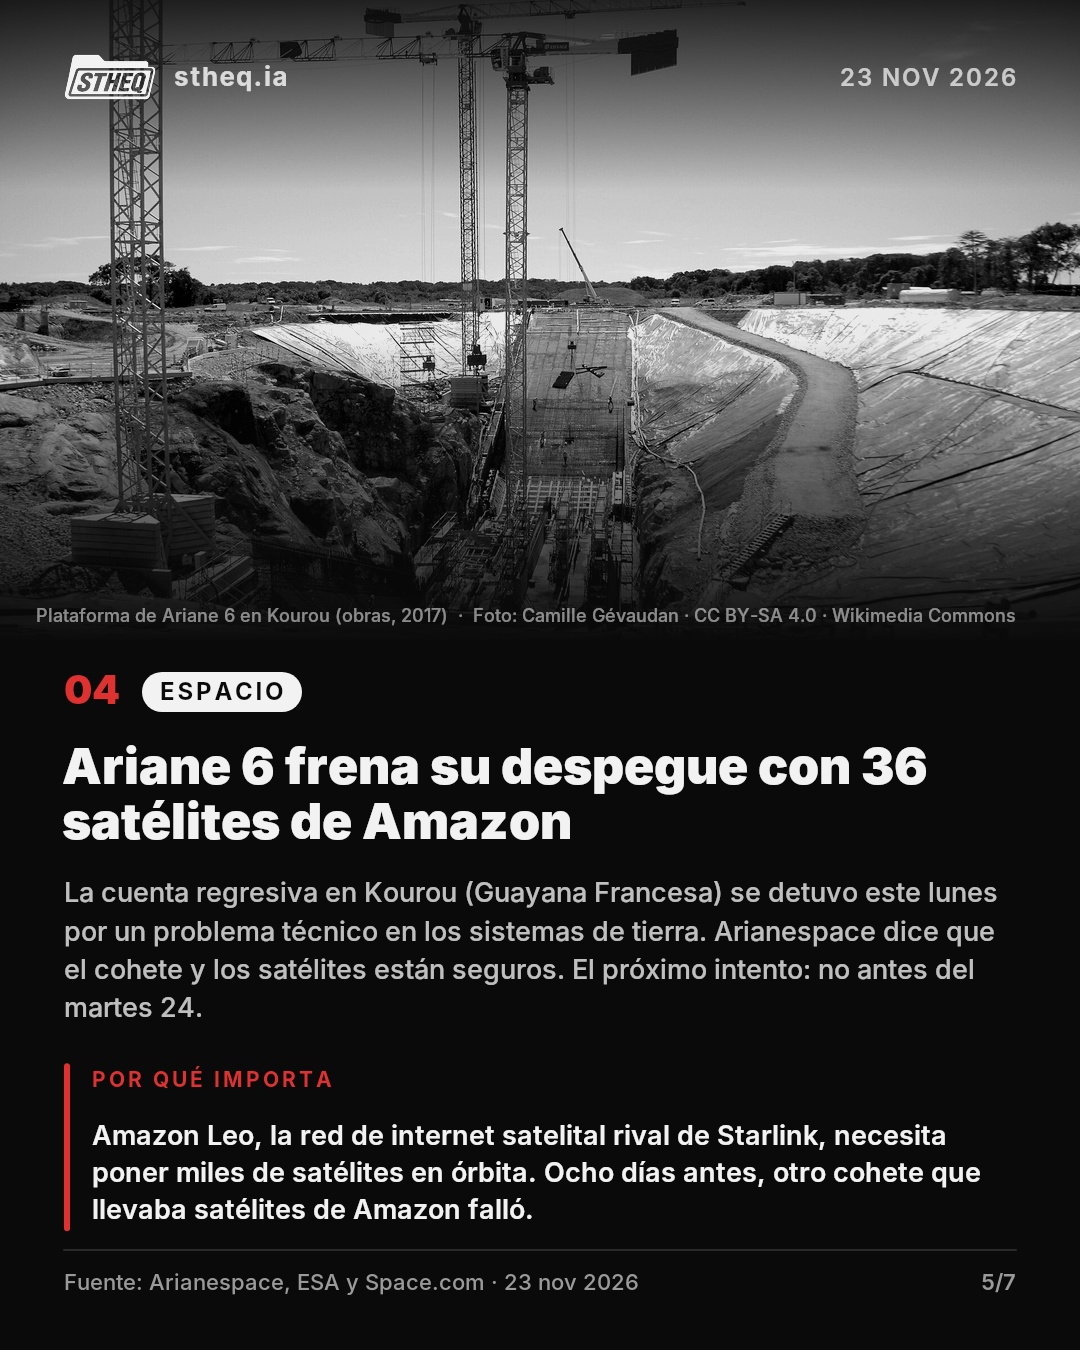 STHEQ stheq.ia 23 NOV 2026
Plataforma de Ariane 6 en Kourou (obras, 2017) · Foto: Camille Gévaudan · CC BY-SA 4.0 · Wikimedia Commons
04 ESPACIO
Ariane 6 frena su despegue con 36
satélites de Amazon
La cuenta regresiva en Kourou (Guayana Francesa) se detuvo este lunes
por un problema técnico en los sistemas de tierra. Arianespace dice que
el cohete y los satélites están seguros. El próximo intento: no antes del
martes 24.
POR QUÉ IMPORTA
Amazon Leo, la red de internet satelital rival de Starlink, necesita
poner miles de satélites en órbita. Ocho días antes, otro cohete que
llevaba satélites de Amazon falló.
Fuente: Arianespace, ESA y Space.com · 23 nov 2026 5/7